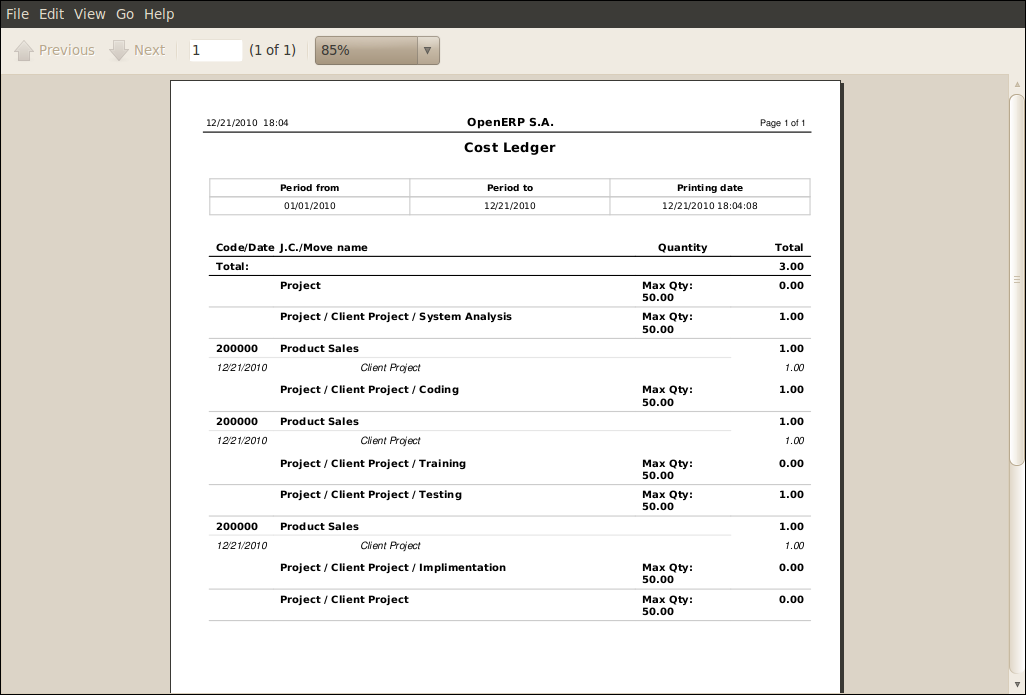 File Edit View Go Help
Previous Next 1 (1 of 1) 85%
12/21/2010 18:04 OpenERP S.A. Page 1 of 1
Cost Ledger
Period from Period to Printing date
01/01/2010 12/21/2010 12/21/2010 18:04:08
Code/Date J.C./Move name Quantity Total
Total: 3.00
Project Max Qty: 0.00
50.00
Project / Client Project / System Analysis Max Qty: 1.00
50.00
200000 Product Sales 1.00
12/21/2010 Client Project 1.00
Project / Client Project / Coding Max Qty: 1.00
50.00
200000 Product Sales 1.00
12/21/2010 Client Project 1.00
Project / Client Project / Training Max Qty: 0.00
50.00
Project / Client Project / Testing Max Qty: 1.00
50.00
200000 Product Sales 1.00
12/21/2010 Client Project 1.00
Project / Client Project / Implimentation Max Qty: 0.00
50.00
Project / Client Project Max Qty: 0.00
50.00